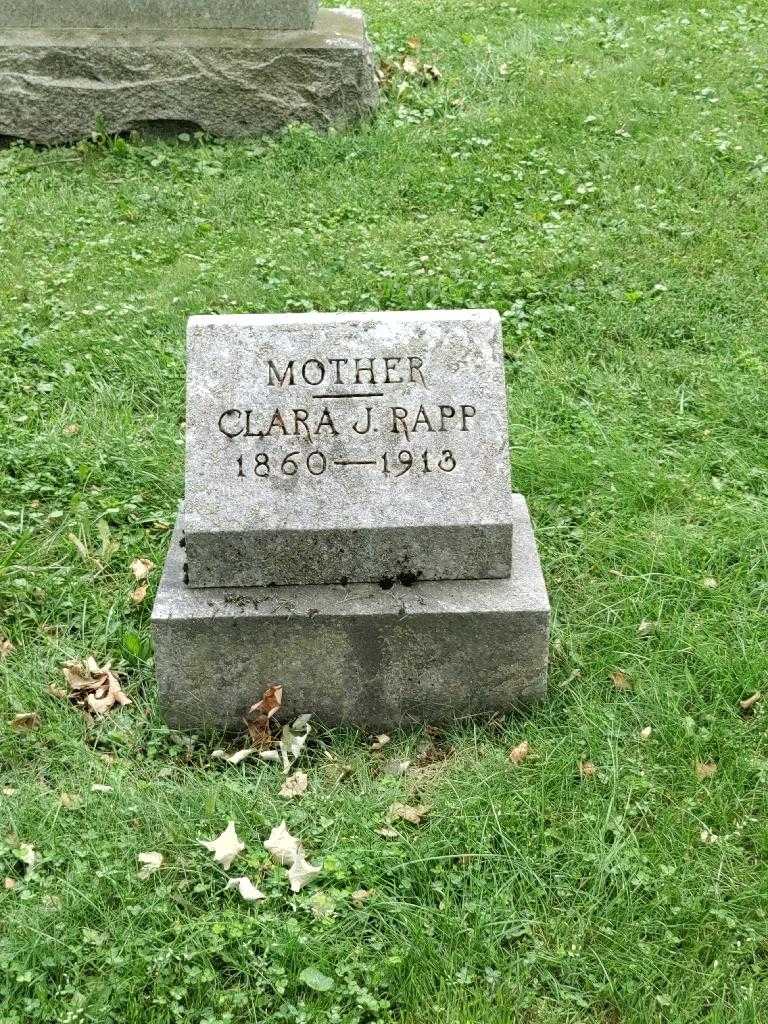 MOTHER
CLARA J. RAPP
1860—1913